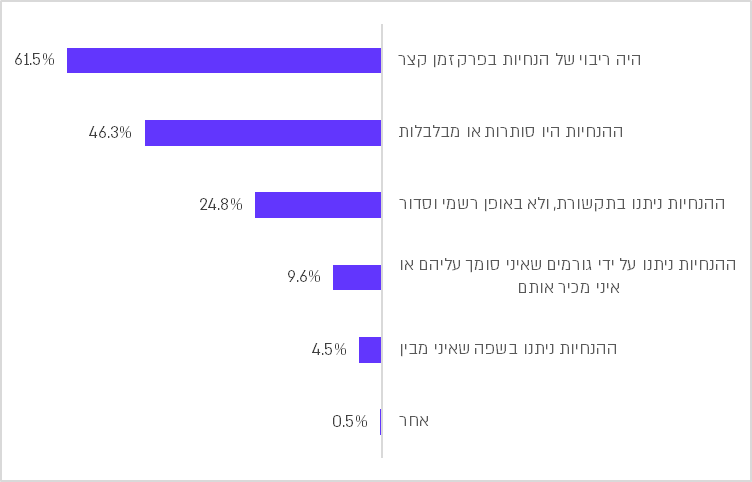 היה ריבוי של הנחיות בפרק זמן קצר
61.5%
ההנחיות היו סותרות או מבלבלות
46.3%
ההנחיות ניתנו בתקשורת, ולא באופן רשמי וסדור
24.8%
ההנחיות ניתנו על ידי גורמים שאיני סומך עליהם או
איני מכיר אותם
9.6%
ההנחיות ניתנו בשפה שאיני מבין
4.5%
אחר
0.5%